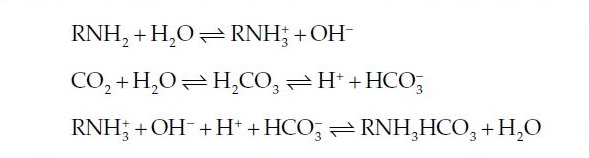 RNH₂ + H₂O ⇌ RNH₃⁺ + OH⁻
CO₂ + H₂O ⇌ H₂CO₃ ⇌ H⁺ + HCO₃⁻
RNH₃⁺ + OH⁻ + H⁺ + HCO₃⁻ ⇌ RNH₃HCO₃ + H₂O